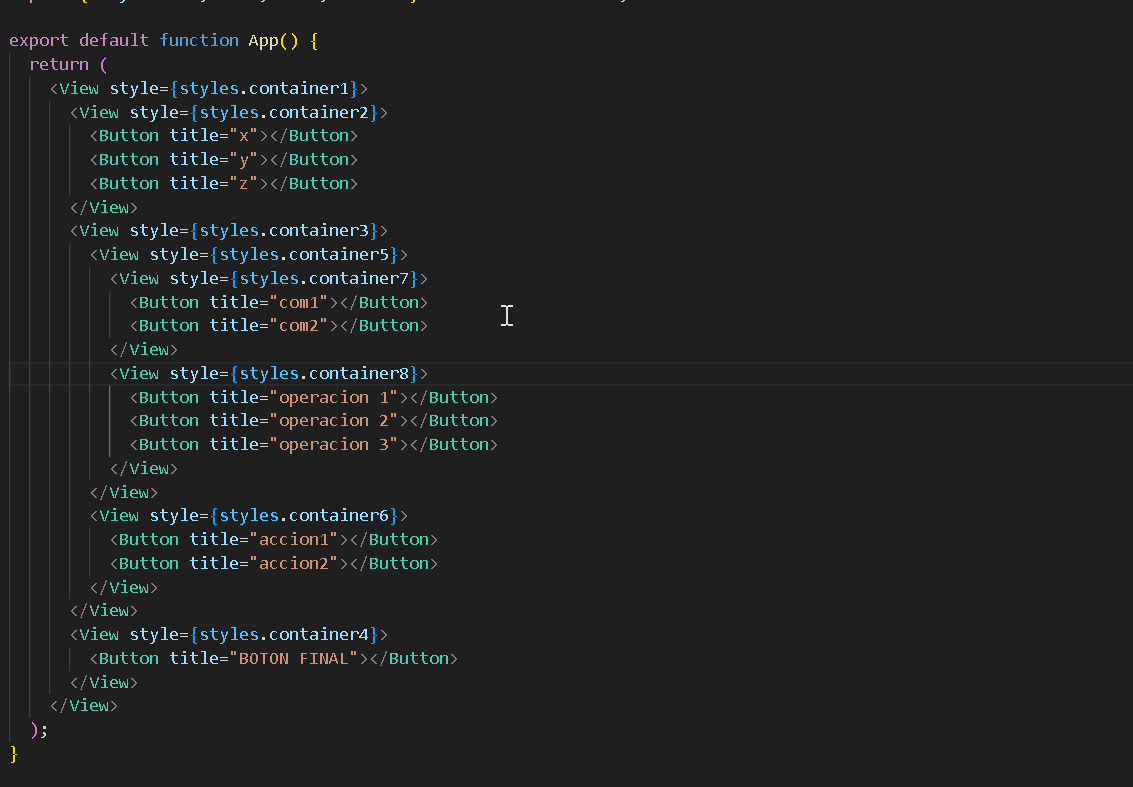 export default function App() {
  return (
    <View style={styles.container1}>
      <View style={styles.container2}>
        <Button title="x"></Button>
        <Button title="y"></Button>
        <Button title="z"></Button>
      </View>
      <View style={styles.container3}>
        <View style={styles.container5}>
          <View style={styles.container7}>
            <Button title="com1"></Button>
            <Button title="com2"></Button>
          </View>
          <View style={styles.container8}>
            <Button title="operacion 1"></Button>
            <Button title="operacion 2"></Button>
            <Button title="operacion 3"></Button>
          </View>
        </View>
        <View style={styles.container6}>
          <Button title="accion1"></Button>
          <Button title="accion2"></Button>
        </View>
      </View>
      <View style={styles.container4}>
        <Button title="BOTON FINAL"></Button>
      </View>
    </View>
  );
}